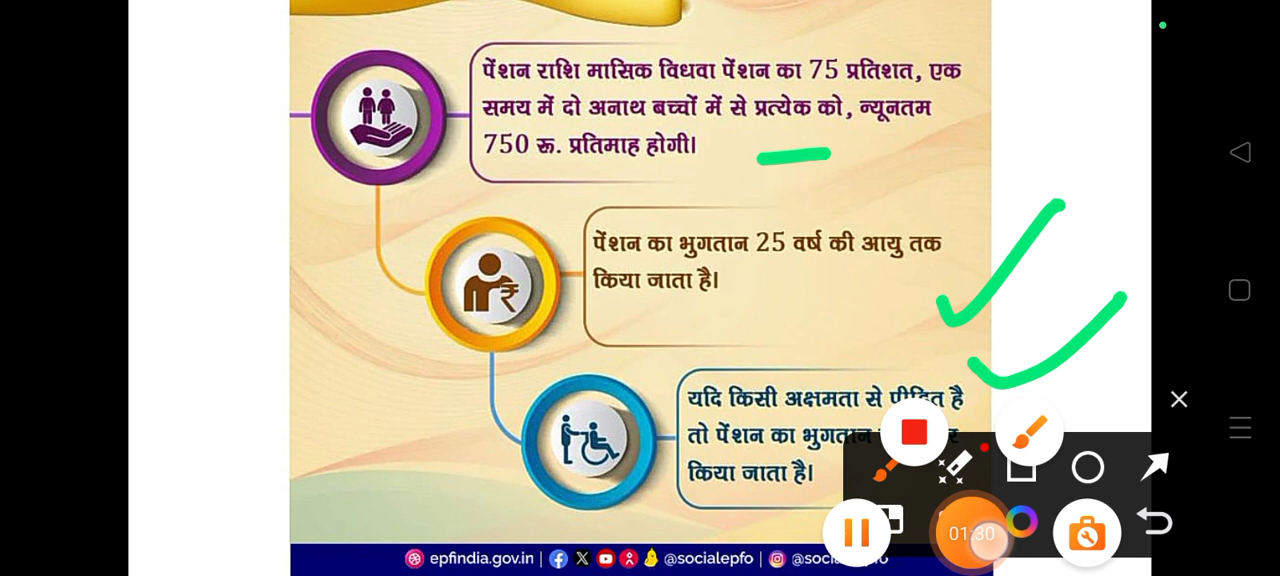 पेंशन राशि मासिक विधवा पेंशन का 75 प्रतिशत, एक
समय में दो अनाथ बच्चों में से प्रत्येक को, न्यूनतम
750 रू. प्रतिमाह होगी।
पेंशन का भुगतान 25 वर्ष की आयु तक
किया जाता है।
यदि किसी अक्षमता से पीड़ित है
तो पेंशन का भुगतान
किया जाता है।
01:30
epfindia.gov.in | @socialepfo | @soc